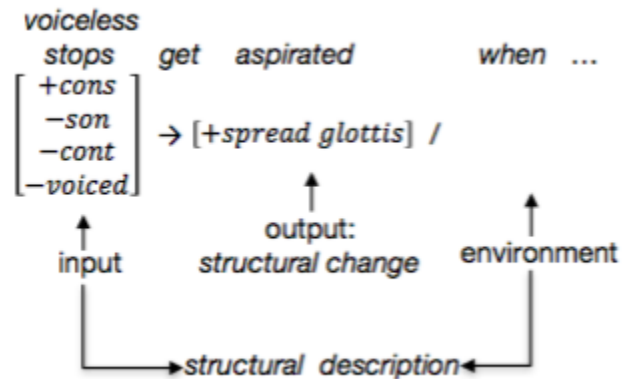 voiceless
stops get aspirated when ...
+cons
−son
−cont
−voiced
→ [+spread glottis] /
input
output:
structural change
environment
structural description